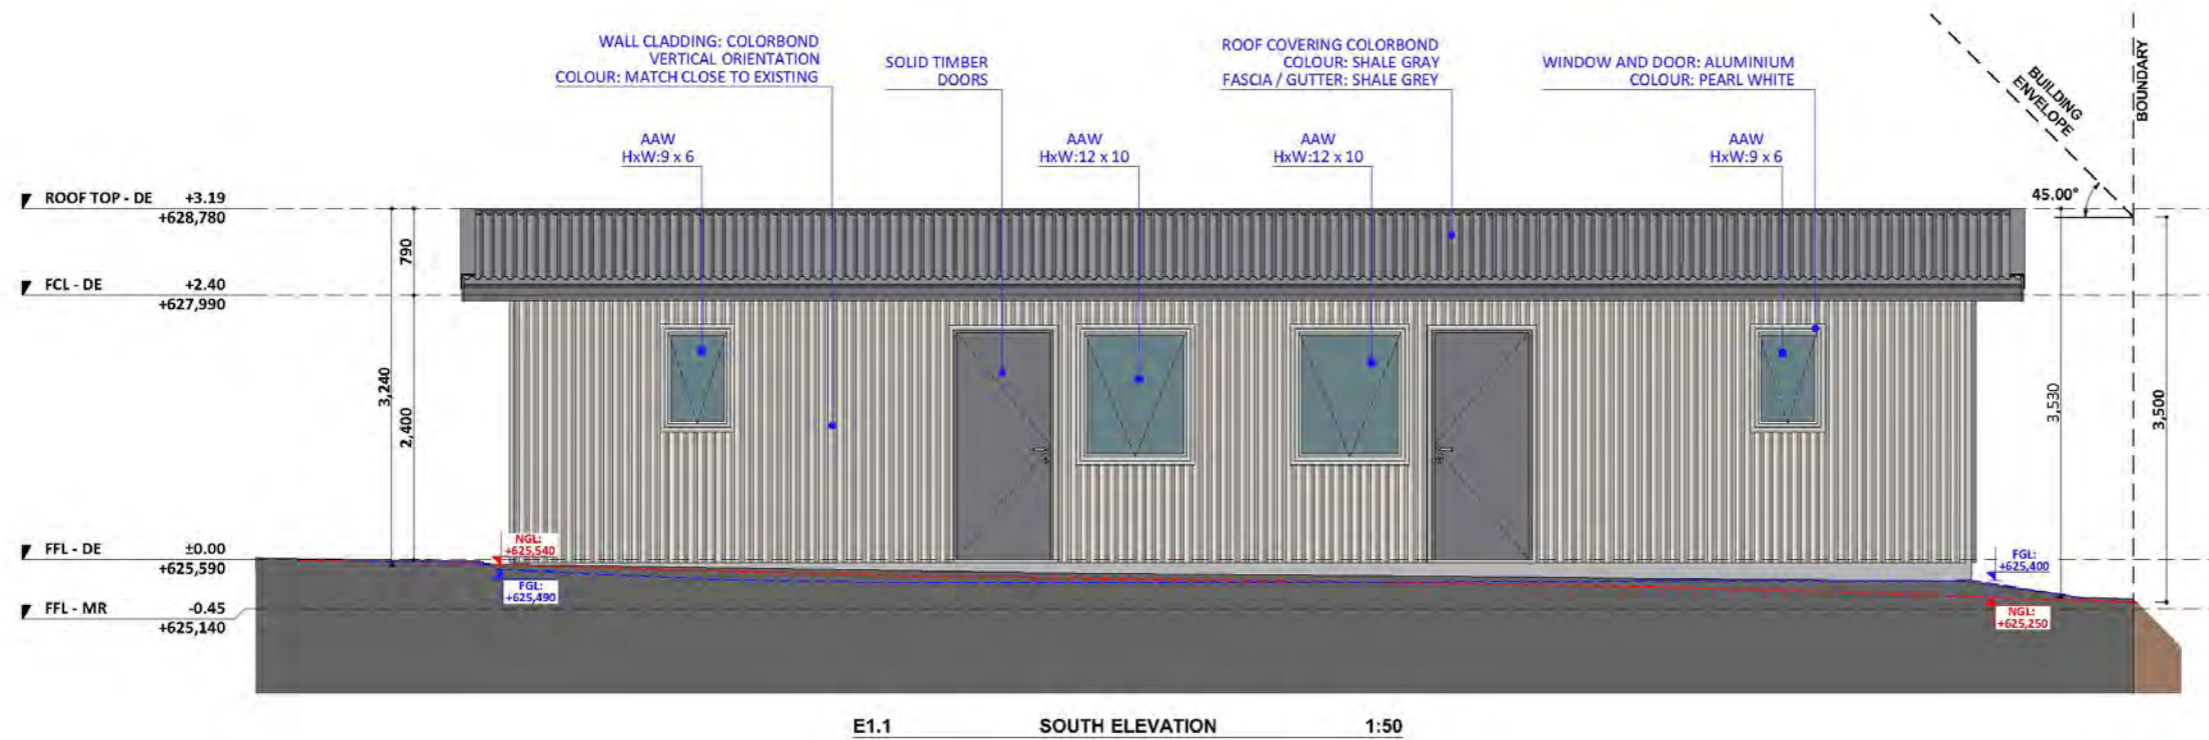 WALL CLADDING: COLORBOND
VERTICAL ORIENTATION
COLOUR: MATCH CLOSE TO EXISTING
SOLID TIMBER
DOORS
ROOF COVERING COLORBOND
COLOUR: SHALE GRAY
FASCIA / GUTTER: SHALE GREY
WINDOW AND DOOR: ALUMINIUM
COLOUR: PEARL WHITE
BUILDING
ENVELOPE
BOUNDARY
AAW
HxW:9 x 6
AAW
HxW:12 x 10
AAW
HxW:12 x 10
AAW
HxW:9 x 6
ROOF TOP - DE +3.19
+628,780
45.00°
790
FCL - DE +2.40
+627,990
3,240
2,400
3,530
3,500
FFL - DE ±0.00
+625,590
NGL:
+625,540
FGL:
+625,490
FGL:
+625,400
NGL:
+625,250
FFL - MR -0.45
+625,140
E1.1 SOUTH ELEVATION 1:50